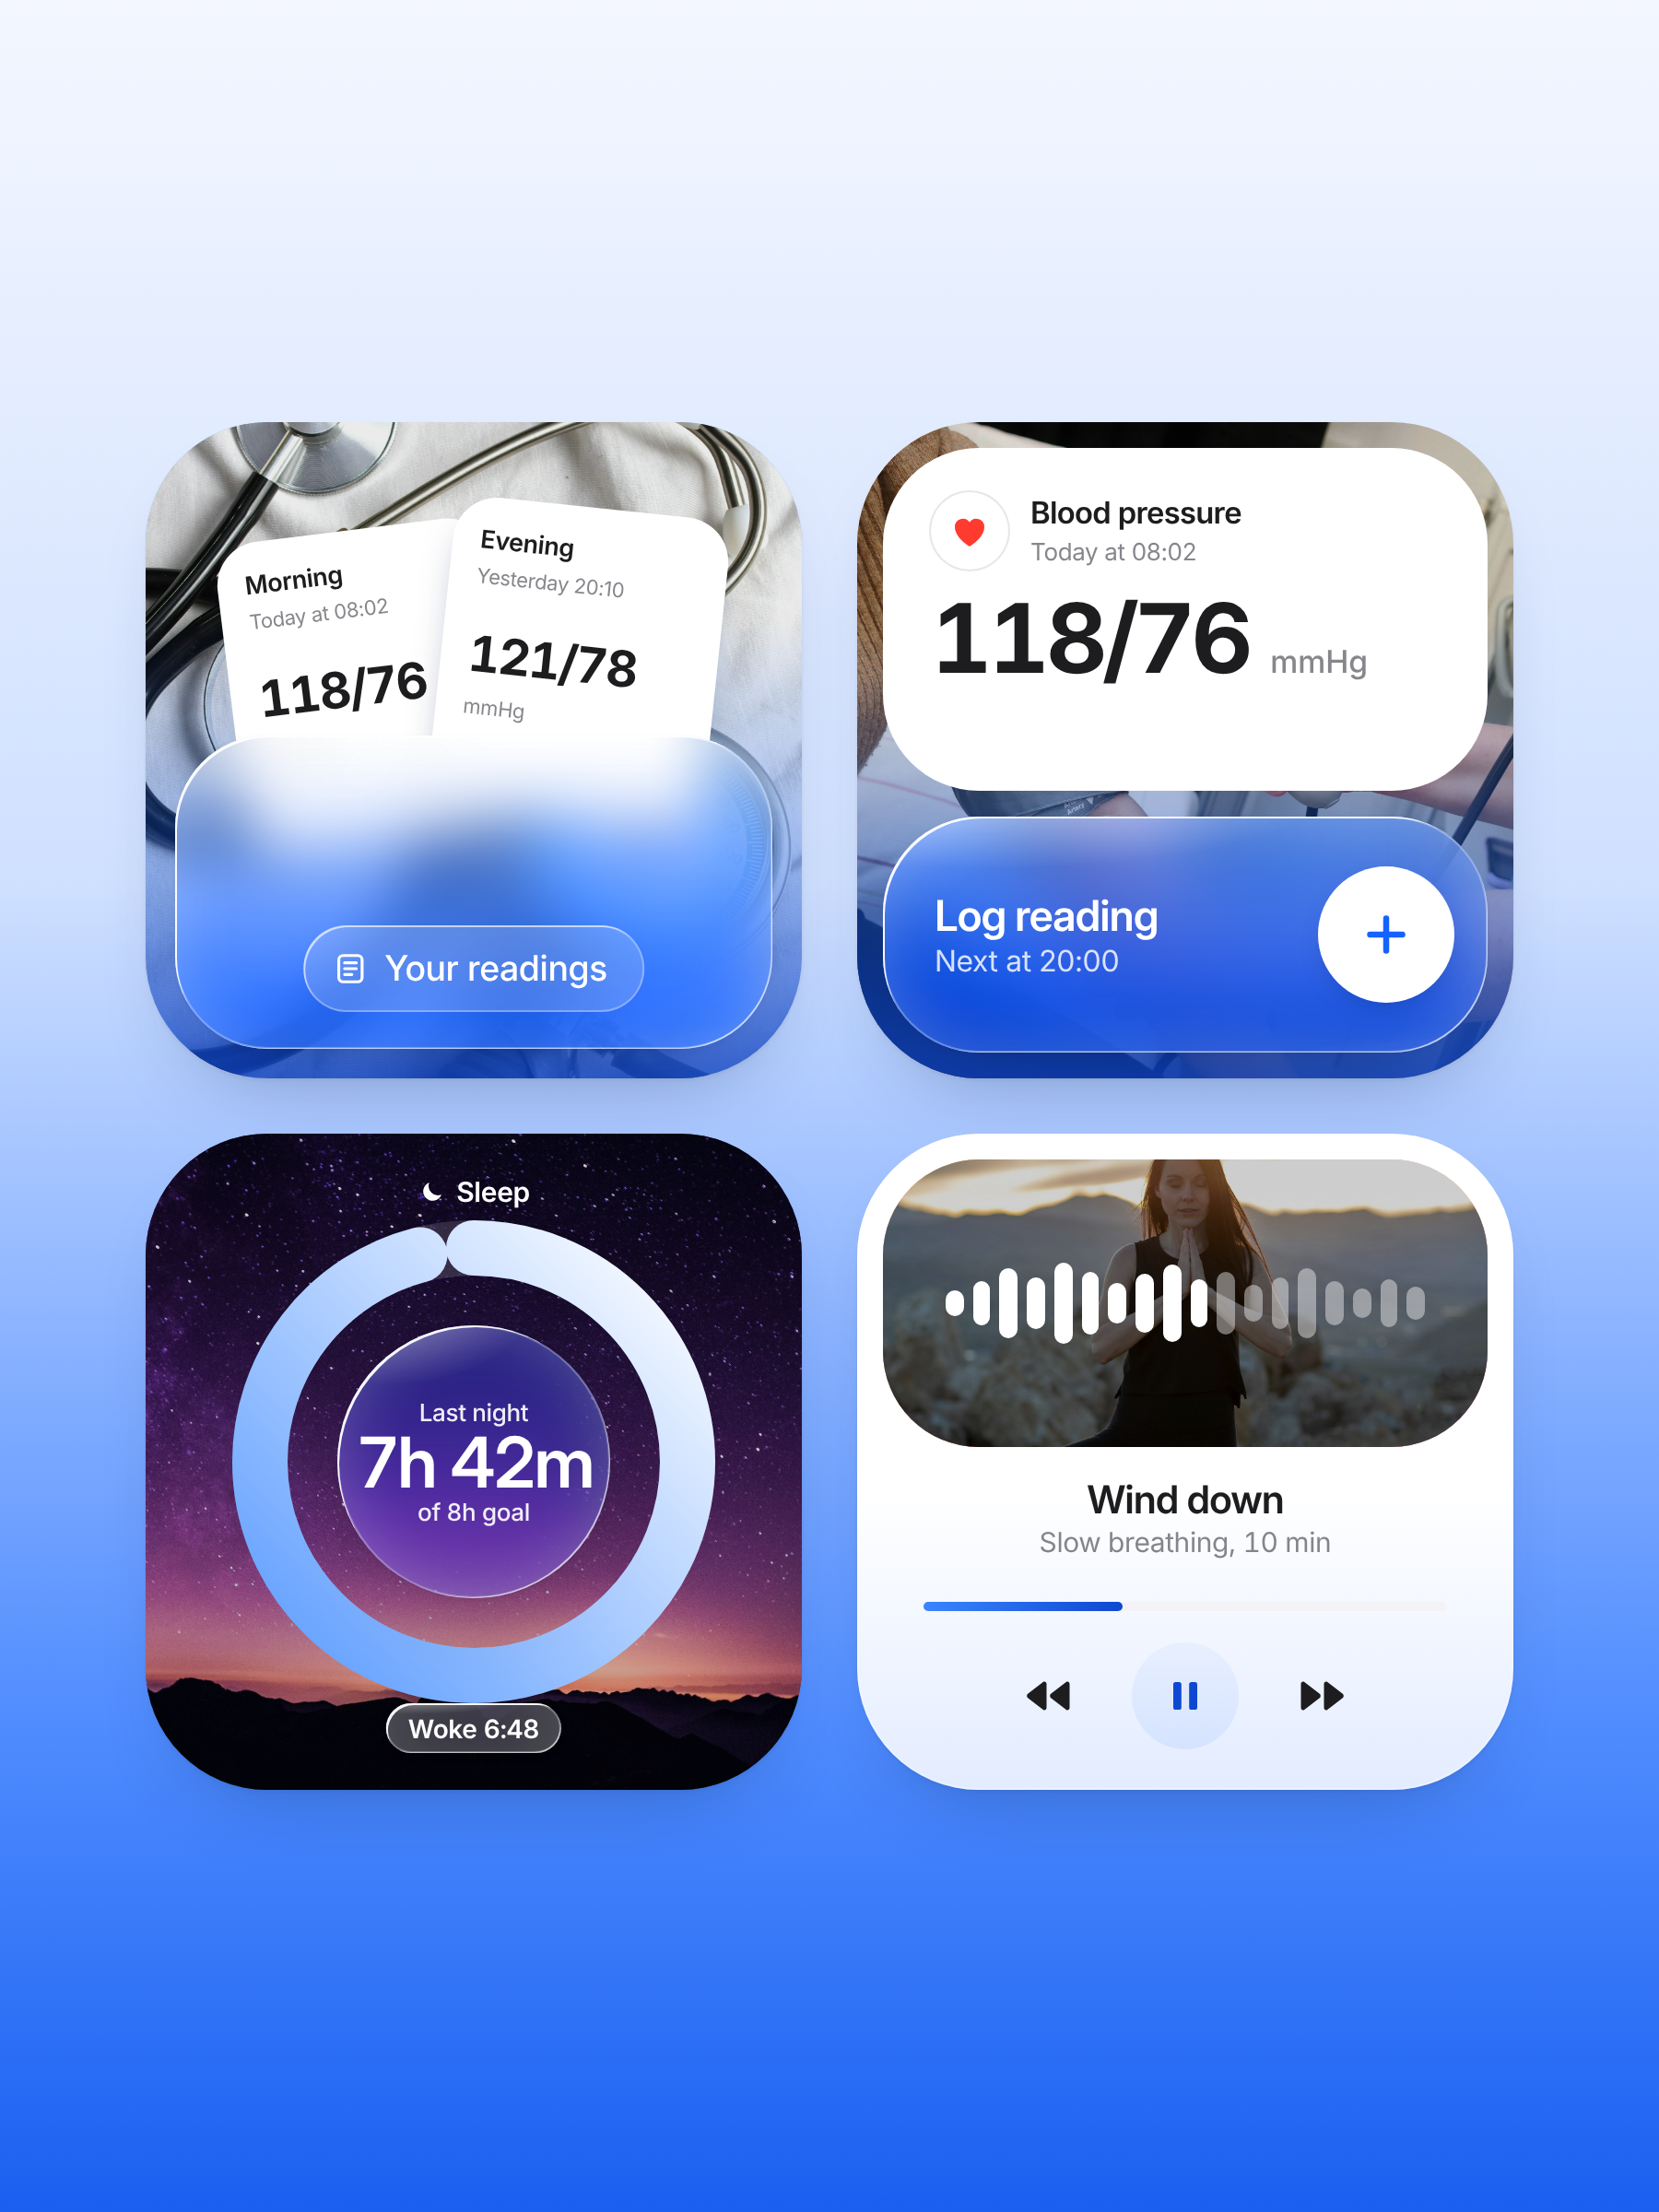 Morning
Today at 08:02
118/76
Evening
Yesterday 20:10
121/78
mmHg
Your readings
Blood pressure
Today at 08:02
118/76 mmHg
Log reading
Next at 20:00
Sleep
Last night
7h 42m
of 8h goal
Woke 6:48
Wind down
Slow breathing, 10 min